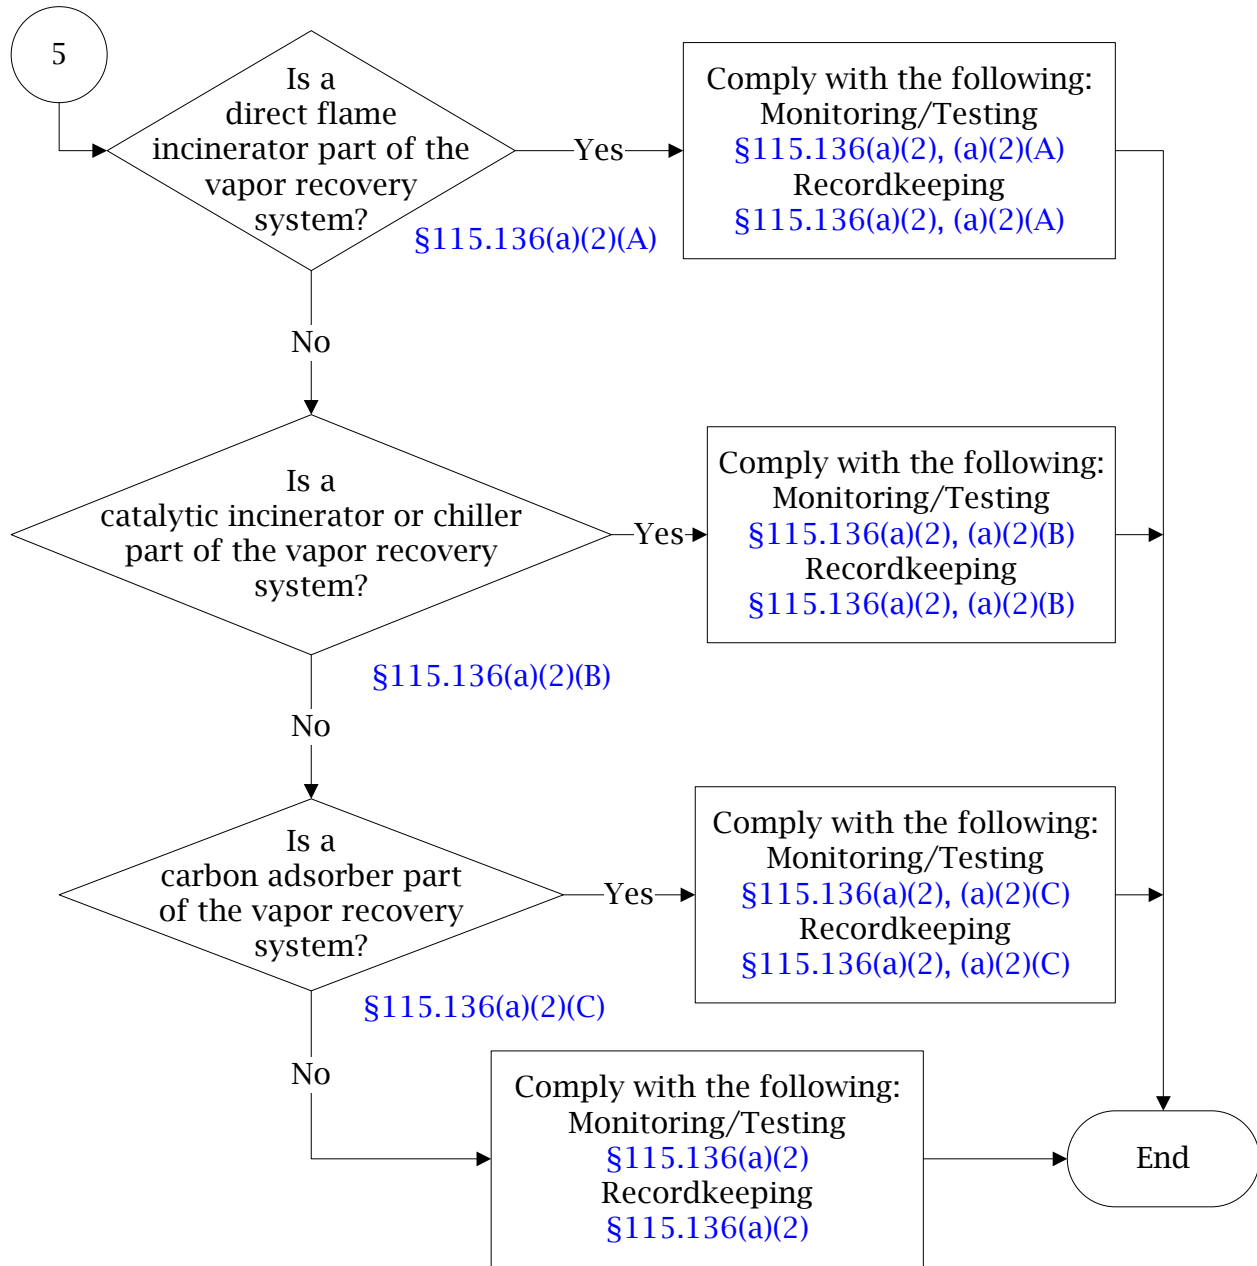 5
Is a
direct flame
incinerator part of the
vapor recovery
system?
Yes
Comply with the following:
Monitoring/Testing
§115.136(a)(2), (a)(2)(A)
Recordkeeping
§115.136(a)(2), (a)(2)(A)
§115.136(a)(2)(A)
No
Is a
catalytic incinerator or chiller
part of the vapor recovery
system?
Yes
Comply with the following:
Monitoring/Testing
§115.136(a)(2), (a)(2)(B)
Recordkeeping
§115.136(a)(2), (a)(2)(B)
§115.136(a)(2)(B)
No
Is a
carbon adsorber part
of the vapor recovery
system?
Yes
Comply with the following:
Monitoring/Testing
§115.136(a)(2), (a)(2)(C)
Recordkeeping
§115.136(a)(2), (a)(2)(C)
§115.136(a)(2)(C)
No
Comply with the following:
Monitoring/Testing
§115.136(a)(2)
Recordkeeping
§115.136(a)(2)
End